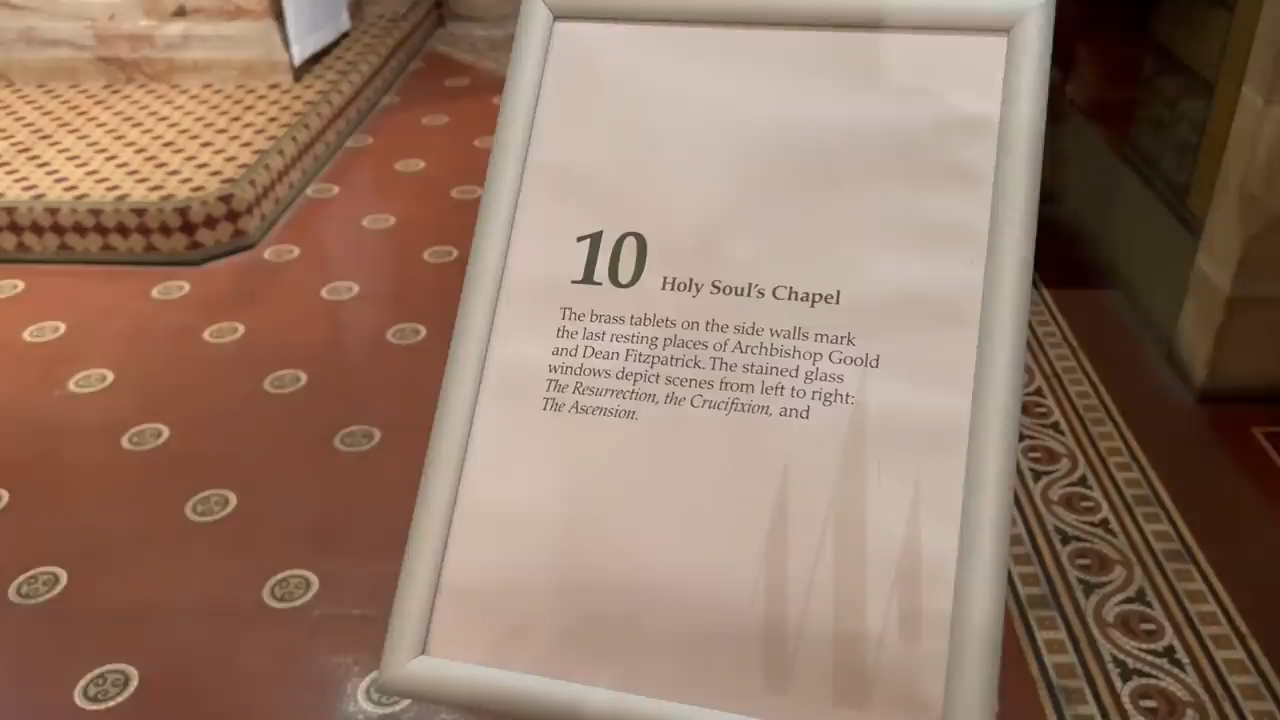 10 Holy Soul's Chapel
The brass tablets on the side walls mark
the last resting places of Archbishop Goold
and Dean Fitzpatrick. The stained glass
windows depict scenes from left to right:
The Resurrection, the Crucifixion, and
The Ascension.